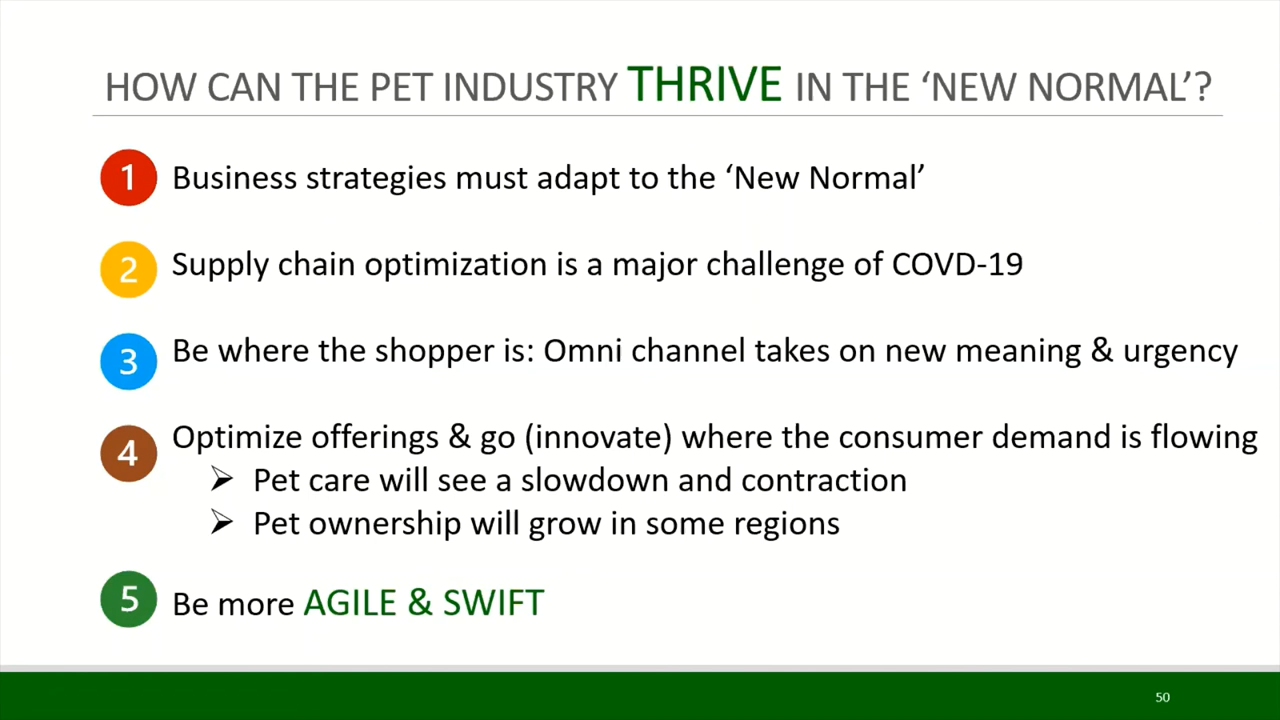 HOW CAN THE PET INDUSTRY THRIVE IN THE ‘NEW NORMAL’?
1 Business strategies must adapt to the ‘New Normal’
2 Supply chain optimization is a major challenge of COVD-19
3 Be where the shopper is: Omni channel takes on new meaning & urgency
4 Optimize offerings & go (innovate) where the consumer demand is flowing
➢ Pet care will see a slowdown and contraction
➢ Pet ownership will grow in some regions
5 Be more AGILE & SWIFT
50